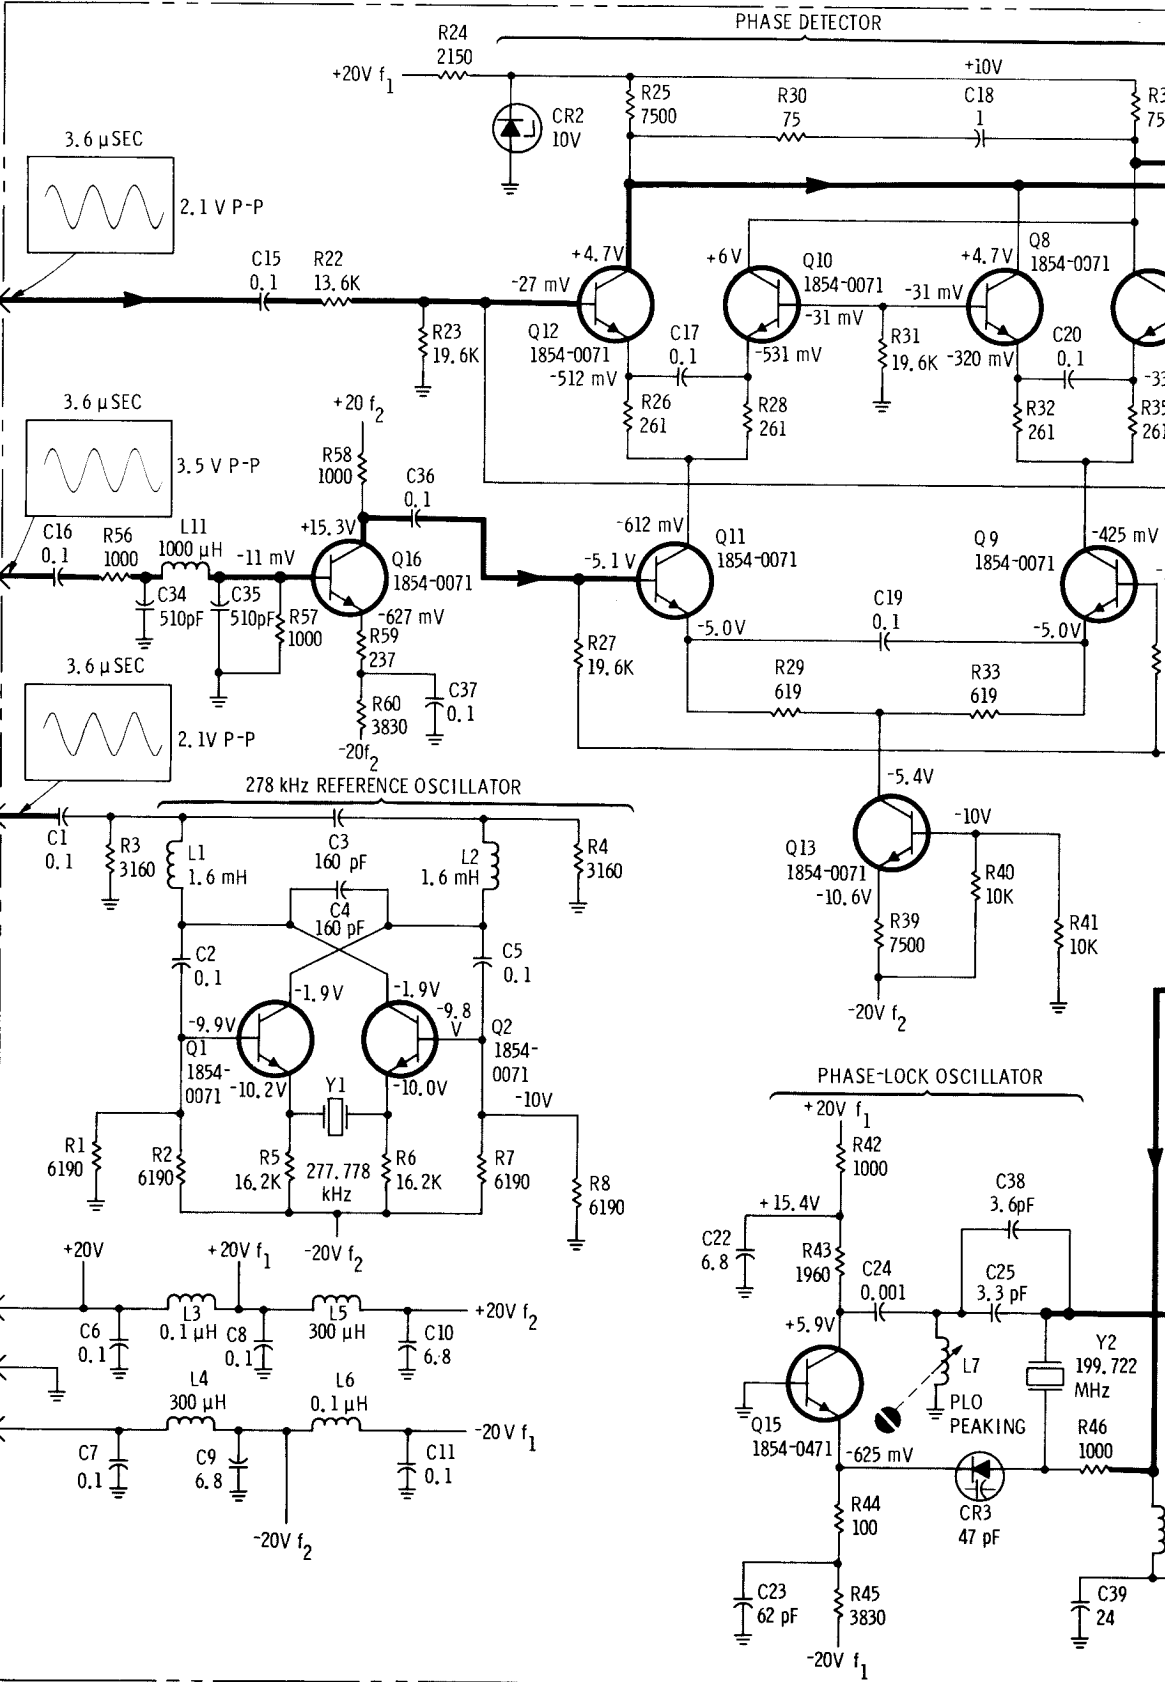 PHASE DETECTOR
R24
2150
+20V f1
+10V
R25
7500
R30
75
C18
1
CR2
10V
3.6 µSEC
2.1 V P-P
C15
0.1
R22
13.6K
R23
19.6K
-27 mV
+4.7V
Q12
1854-0071
-512 mV
C17
0.1
+6V
Q10
1854-0071
-31 mV
-531 mV
R31
19.6K
-31 mV
+4.7V
Q8
1854-0071
-320 mV
C20
0.1
R26
261
R28
261
R32
261
R35
261
3.6 µSEC
3.5 V P-P
+20 f2
R58
1000
C36
0.1
C16
0.1
R56
1000
L11
1000 µH
-11 mV
+15.3V
Q16
1854-0071
-627 mV
C34
510pF
C35
510pF
R57
1000
R59
237
R60
3830
C37
0.1
-20f2
-612 mV
-5.1V
Q11
1854-0071
-5.0V
Q9
1854-0071
-425 mV
-5.0V
C19
0.1
R27
19.6K
R29
619
R33
619
3.6 µSEC
2.1V P-P
-5.4V
-10V
Q13
1854-0071
-10.6V
R39
7500
R40
10K
R41
10K
-20V f2
278 kHz REFERENCE OSCILLATOR
C1
0.1
R3
3160
L1
1.6 mH
C3
160 pF
L2
1.6 mH
R4
3160
C4
160 pF
C2
0.1
C5
0.1
-1.9V
-1.9V
-9.9V
-9.8
V
Q1
1854-
0071
Q2
1854-
0071
-10.2V
Y1
-10.0V
-10V
R1
6190
R2
6190
R5
16.2K
277.778
kHz
R6
16.2K
R7
6190
R8
6190
-20V f2
+20V
+20V f1
L3
0.1 µH
L5
300 µH
+20V f2
C6
0.1
C8
0.1
C10
6.8
L4
300 µH
L6
0.1 µH
-20V f1
C7
0.1
C9
6.8
C11
0.1
-20V f2
PHASE-LOCK OSCILLATOR
+20V f1
R42
1000
+15.4V
C22
6.8
R43
1960
C24
0.001
C38
3.6pF
C25
3.3 pF
+5.9V
L7
PLO
PEAKING
Y2
199.722
MHz
Q15
1854-0471
-625 mV
CR3
47 pF
R46
1000
R44
100
C23
62 pF
R45
3830
-20V f1
C39
24